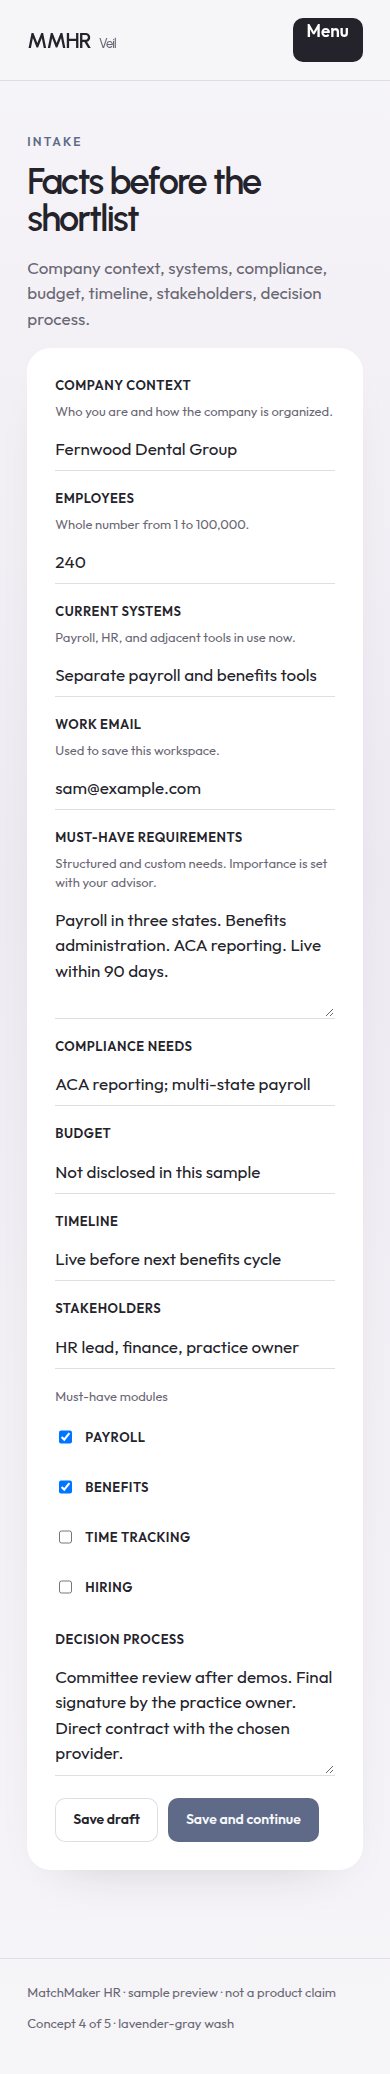 MMHR Veil
Menu
INTAKE
Facts before the
shortlist
Company context, systems, compliance,
budget, timeline, stakeholders, decision
process.
COMPANY CONTEXT
Who you are and how the company is organized.
Fernwood Dental Group
EMPLOYEES
Whole number from 1 to 100,000.
240
CURRENT SYSTEMS
Payroll, HR, and adjacent tools in use now.
Separate payroll and benefits tools
WORK EMAIL
Used to save this workspace.
sam@example.com
MUST-HAVE REQUIREMENTS
Structured and custom needs. Importance is set
with your advisor.
Payroll in three states. Benefits
administration. ACA reporting. Live
within 90 days.
COMPLIANCE NEEDS
ACA reporting; multi-state payroll
BUDGET
Not disclosed in this sample
TIMELINE
Live before next benefits cycle
STAKEHOLDERS
HR lead, finance, practice owner
Must-have modules
PAYROLL
BENEFITS
TIME TRACKING
HIRING
DECISION PROCESS
Committee review after demos. Final
signature by the practice owner.
Direct contract with the chosen
provider.
Save draft
Save and continue
MatchMaker HR · sample preview · not a product claim
Concept 4 of 5 · lavender-gray wash